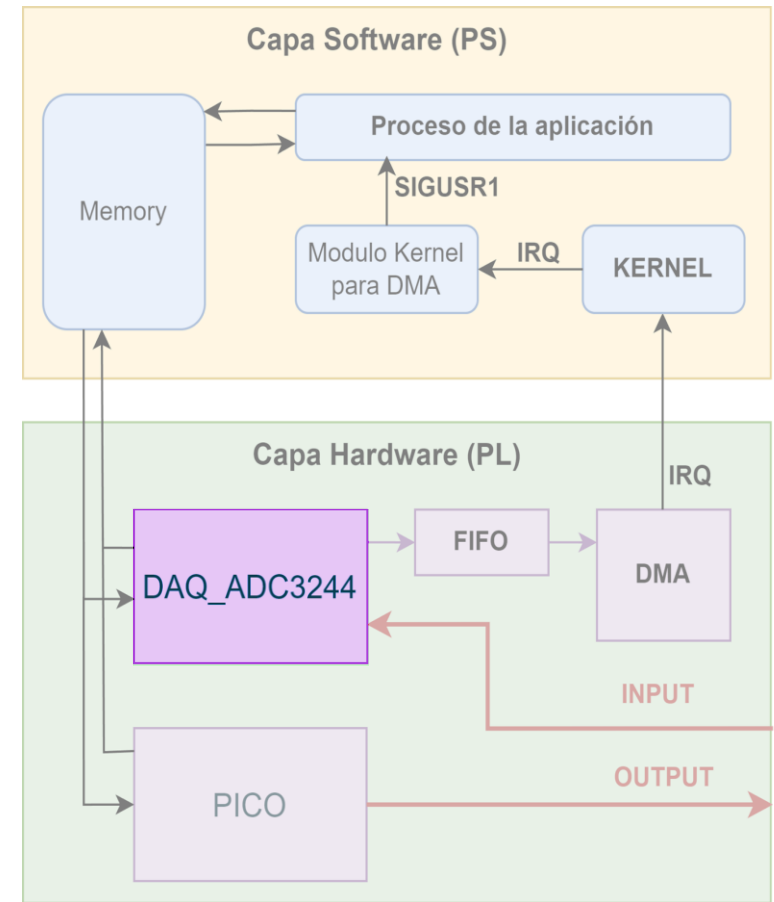 Capa Software (PS)
Memory
Proceso de la aplicación
SIGUSR1
Modulo Kernel
para DMA
IRQ
KERNEL
Capa Hardware (PL)
IRQ
DAQ_ADC3244
FIFO
DMA
INPUT
PICO
OUTPUT